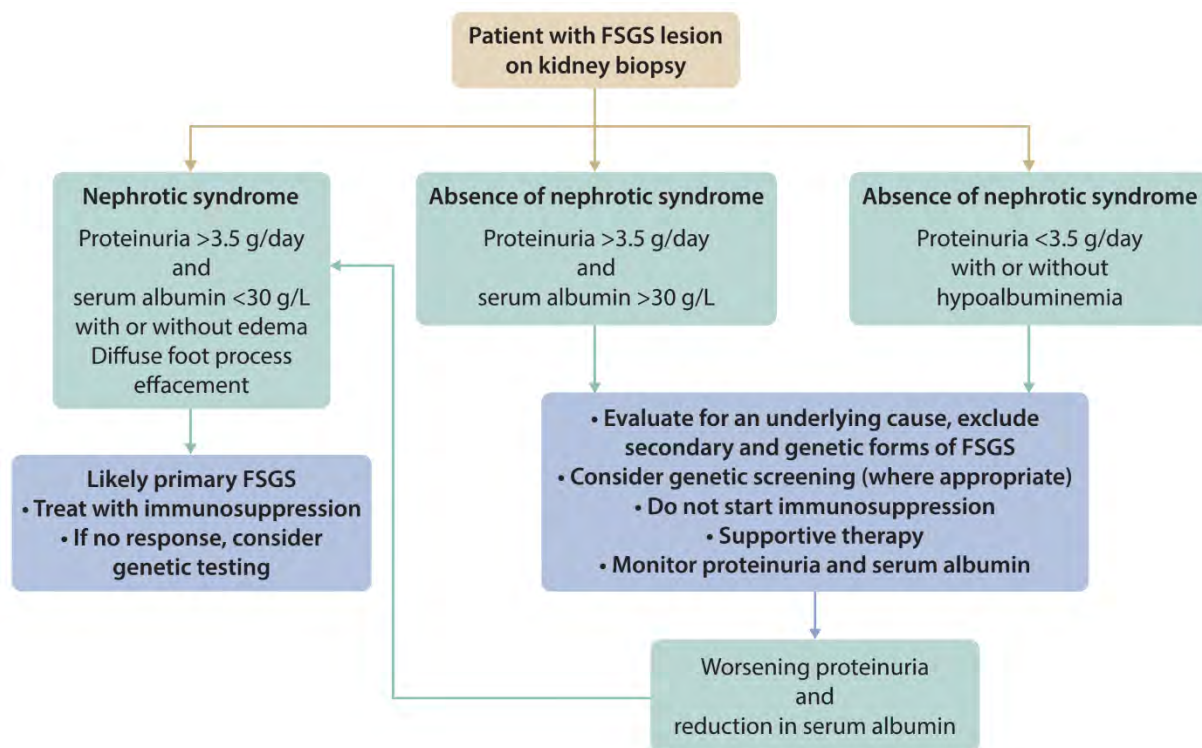 Patient with FSGS lesion
on kidney biopsy
Nephrotic syndrome
Proteinuria >3.5 g/day
and
serum albumin <30 g/L
with or without edema
Diffuse foot process
effacement
Absence of nephrotic syndrome
Proteinuria >3.5 g/day
and
serum albumin >30 g/L
Absence of nephrotic syndrome
Proteinuria <3.5 g/day
with or without
hypoalbuminemia
Likely primary FSGS
• Treat with immunosuppression
• If no response, consider
genetic testing
• Evaluate for an underlying cause, exclude
secondary and genetic forms of FSGS
• Consider genetic screening (where appropriate)
• Do not start immunosuppression
• Supportive therapy
• Monitor proteinuria and serum albumin
Worsening proteinuria
and
reduction in serum albumin